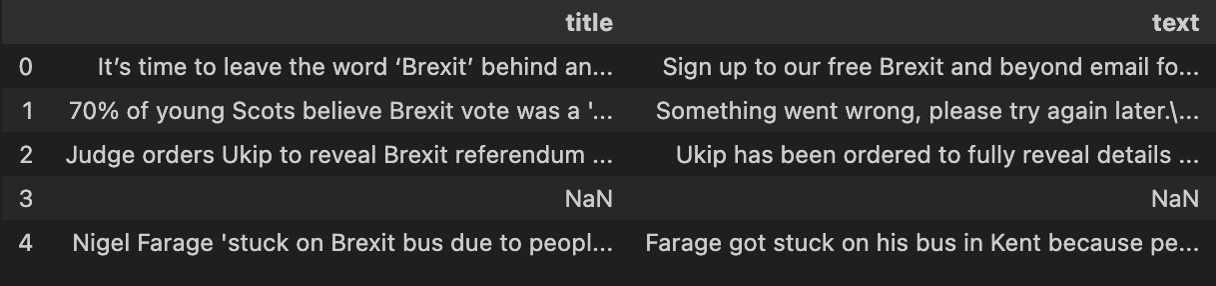 title text
0 It’s time to leave the word ‘Brexit’ behind an... Sign up to our free Brexit and beyond email fo...
1 70% of young Scots believe Brexit vote was a '... Something went wrong, please try again later.\...
2 Judge orders Ukip to reveal Brexit referendum ... Ukip has been ordered to fully reveal details ...
3 NaN NaN
4 Nigel Farage 'stuck on Brexit bus due to peopl... Farage got stuck on his bus in Kent because pe...